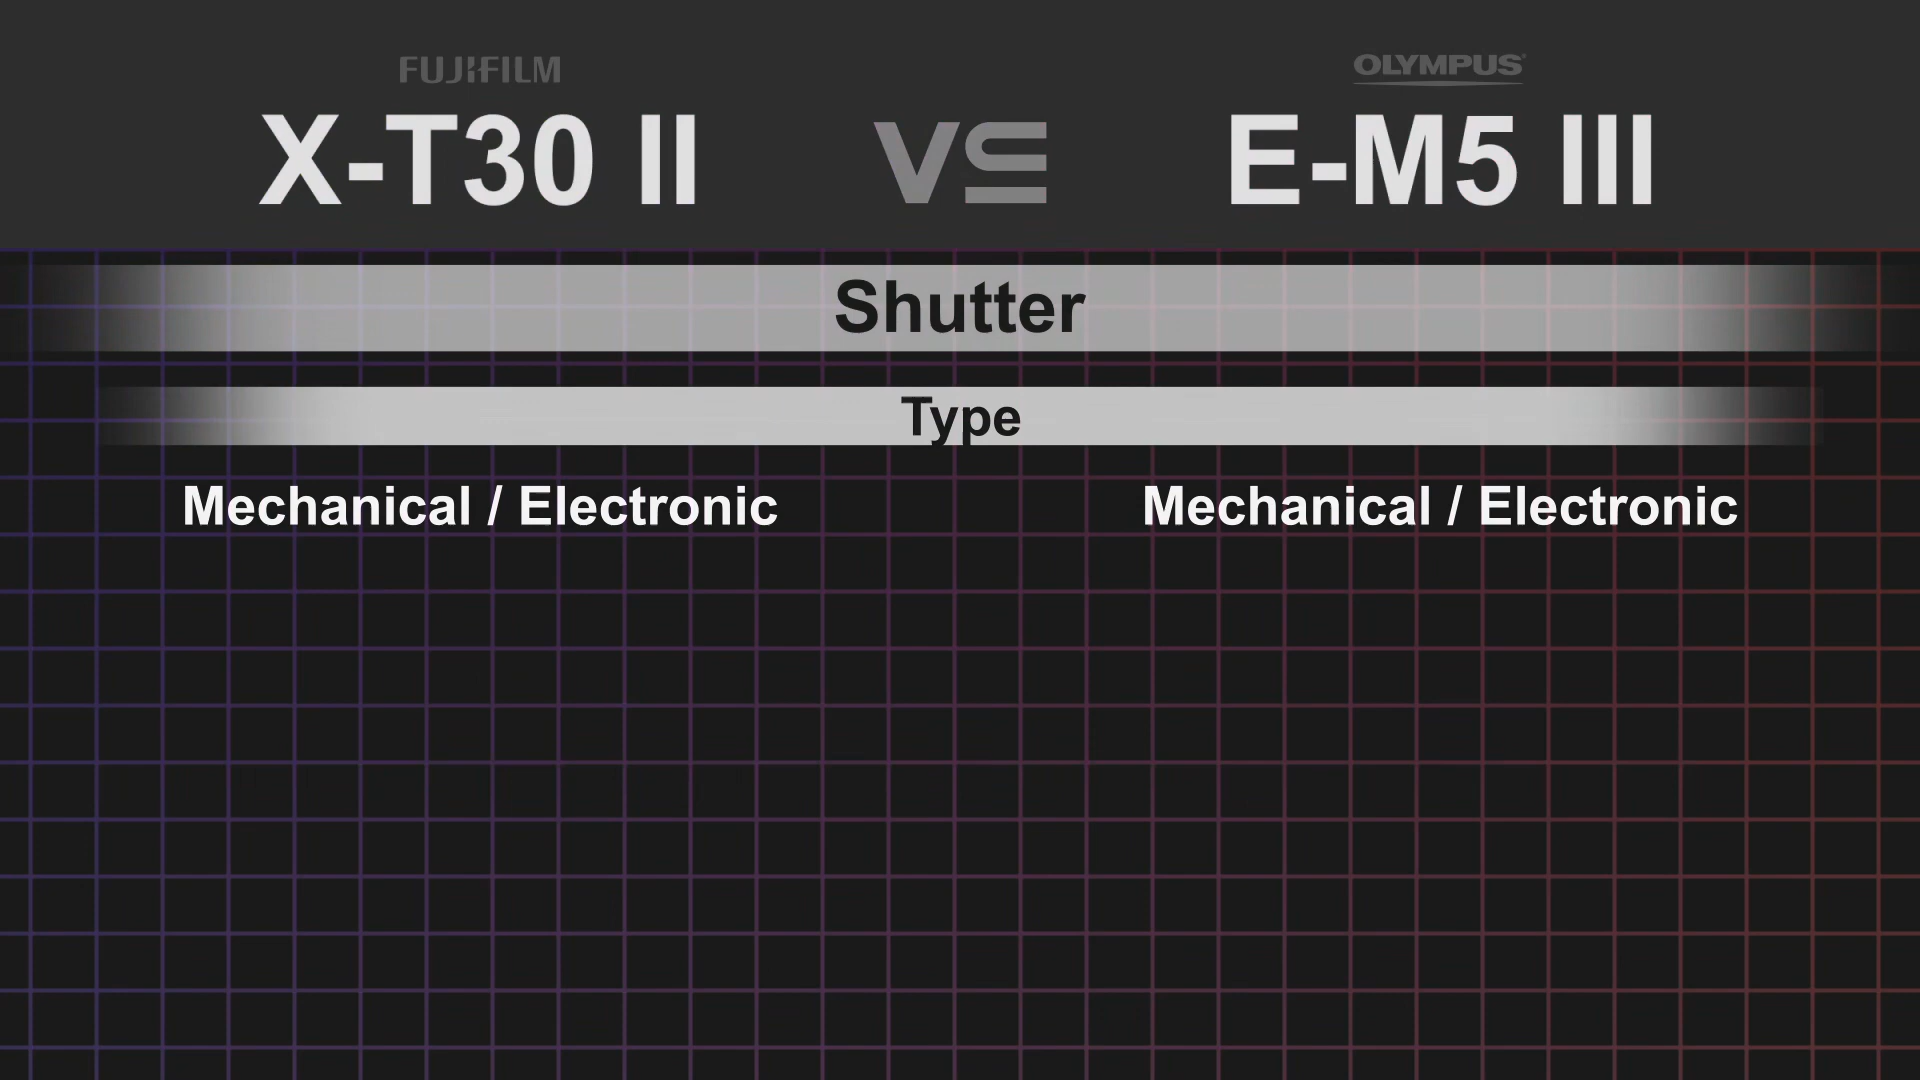 FUJIFILM
X-T30 II
VS
OLYMPUS
E-M5 III
Shutter
Type
Mechanical / Electronic
Mechanical / Electronic